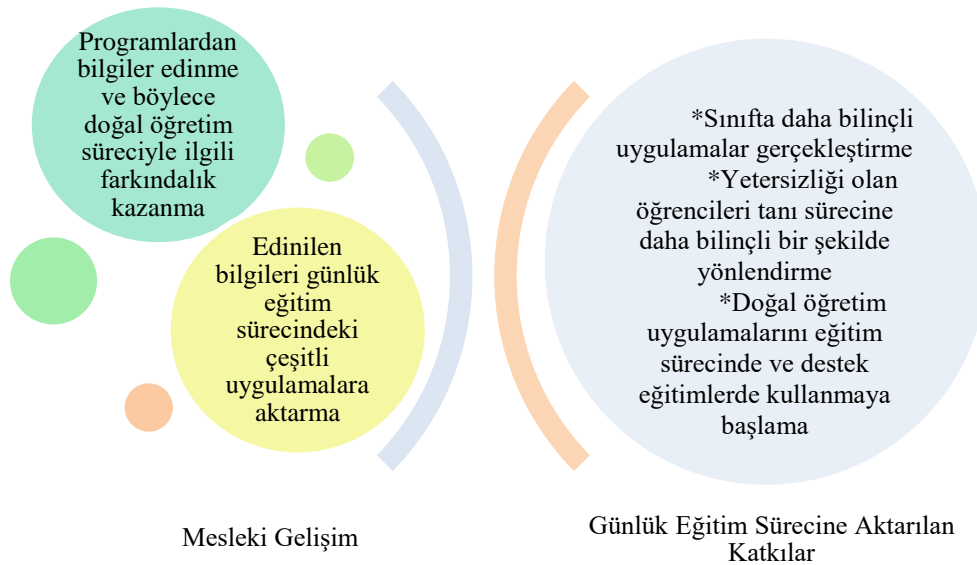 Programlardan
bilgiler edinme
ve böylece
doğal öğretim
süreciyle ilgili
farkındalık
kazanma
Edinilen
bilgileri günlük
eğitim
sürecindeki
çeşitli
uygulamalara
aktarma
Mesleki Gelişim
*Sınıfta daha bilinçli
uygulamalar gerçekleştirme
*Yetersizliği olan
öğrencileri tanı sürecine
daha bilinçli bir şekilde
yönlendirme
*Doğal öğretim
uygulamalarını eğitim
sürecinde ve destek
eğitimlerde kullanmaya
başlama
Günlük Eğitim Sürecine Aktarılan
Katkılar